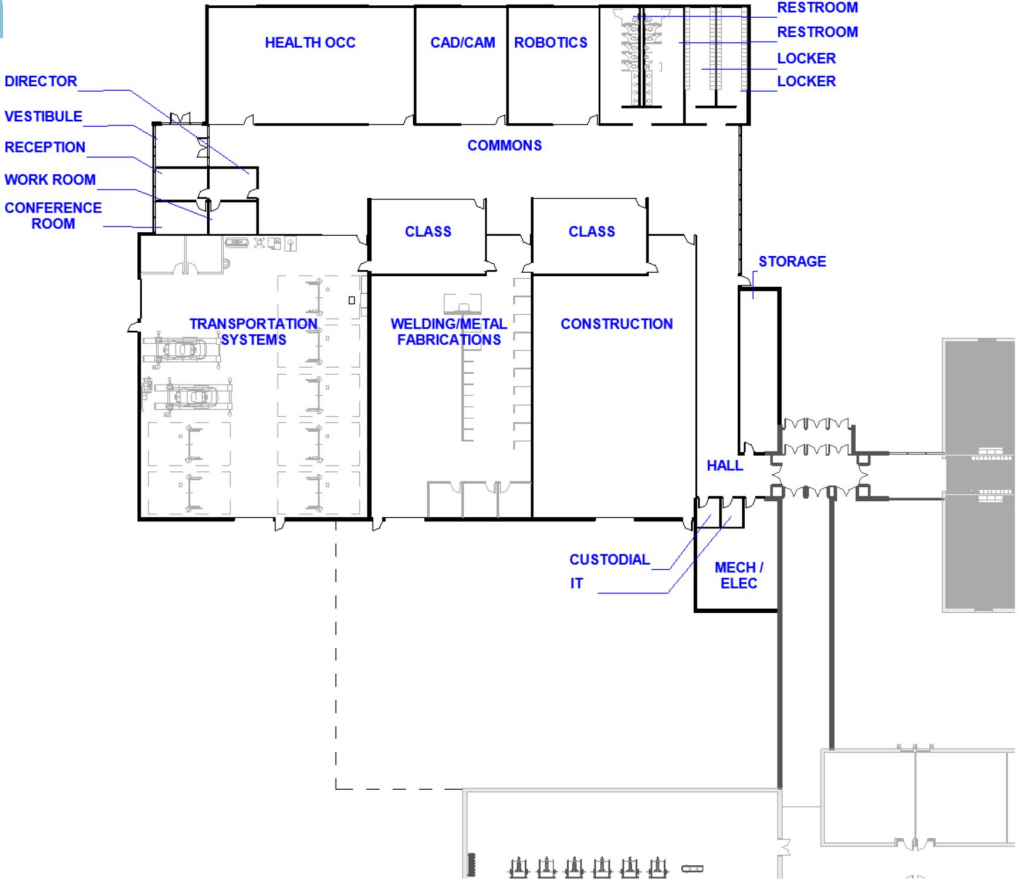 RESTROOM
RESTROOM
LOCKER
LOCKER
HEALTH OCC
CAD/CAM
ROBOTICS
DIRECTOR
VESTIBULE
RECEPTION
WORK ROOM
CONFERENCE
ROOM
COMMONS
CLASS
CLASS
STORAGE
TRANSPORTATION
SYSTEMS
WELDING/METAL
FABRICATIONS
CONSTRUCTION
HALL
CUSTODIAL
IT
MECH /
ELEC